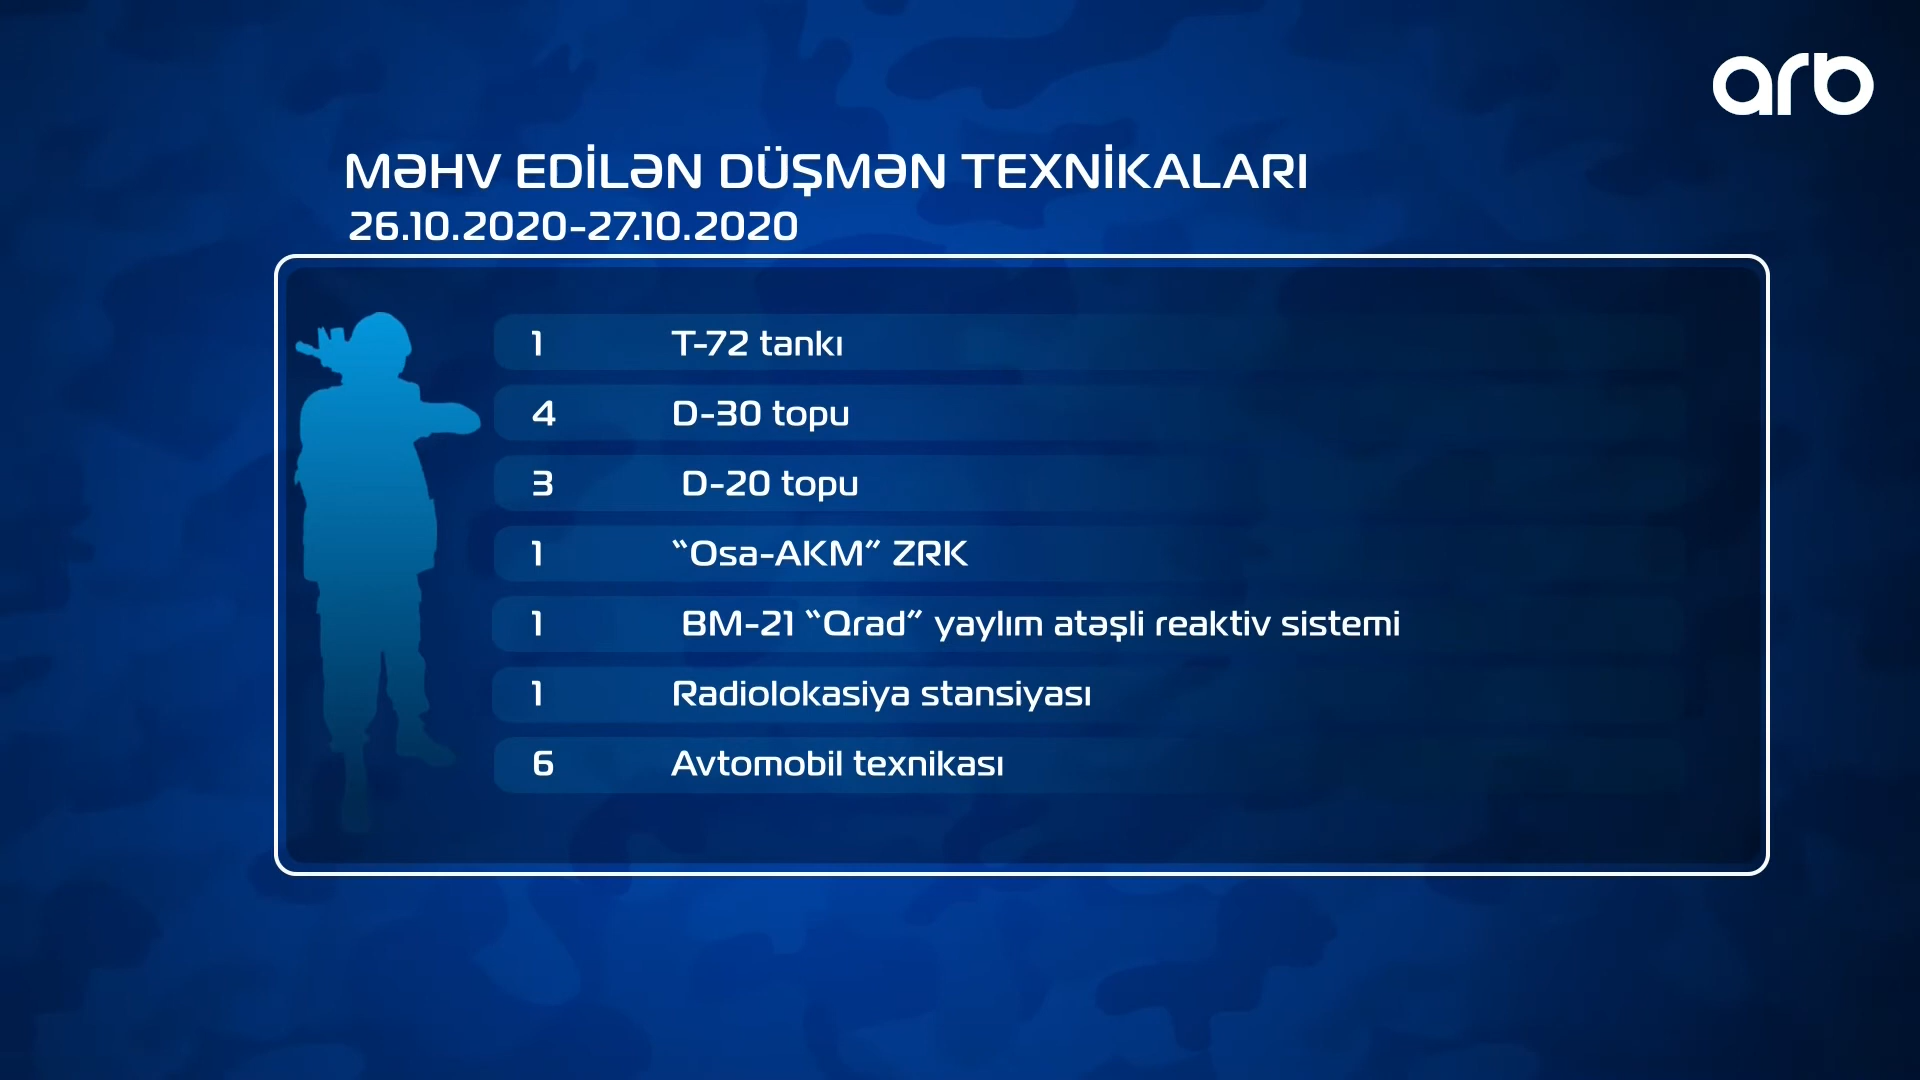 arb
MƏHV EDİLƏN DÜŞMƏN TEXNİKALARI
26.10.2020-27.10.2020
1 T-72 tankı
4 D-30 topu
3 D-20 topu
1 “Osa-AKM” ZRK
1 BM-21 “Qrad” yaylım atəşli reaktiv sistemi
1 Radiolokasiya stansiyası
6 Avtomobil texnikası